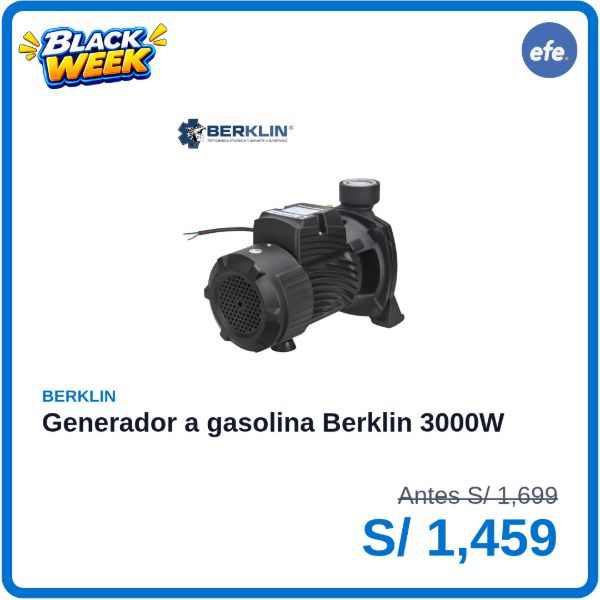 BLACK
WEEK
efe.
BERKLIN®
BERKLIN
Generador a gasolina Berklin 3000W
Antes S/ 1,699
S/ 1,459